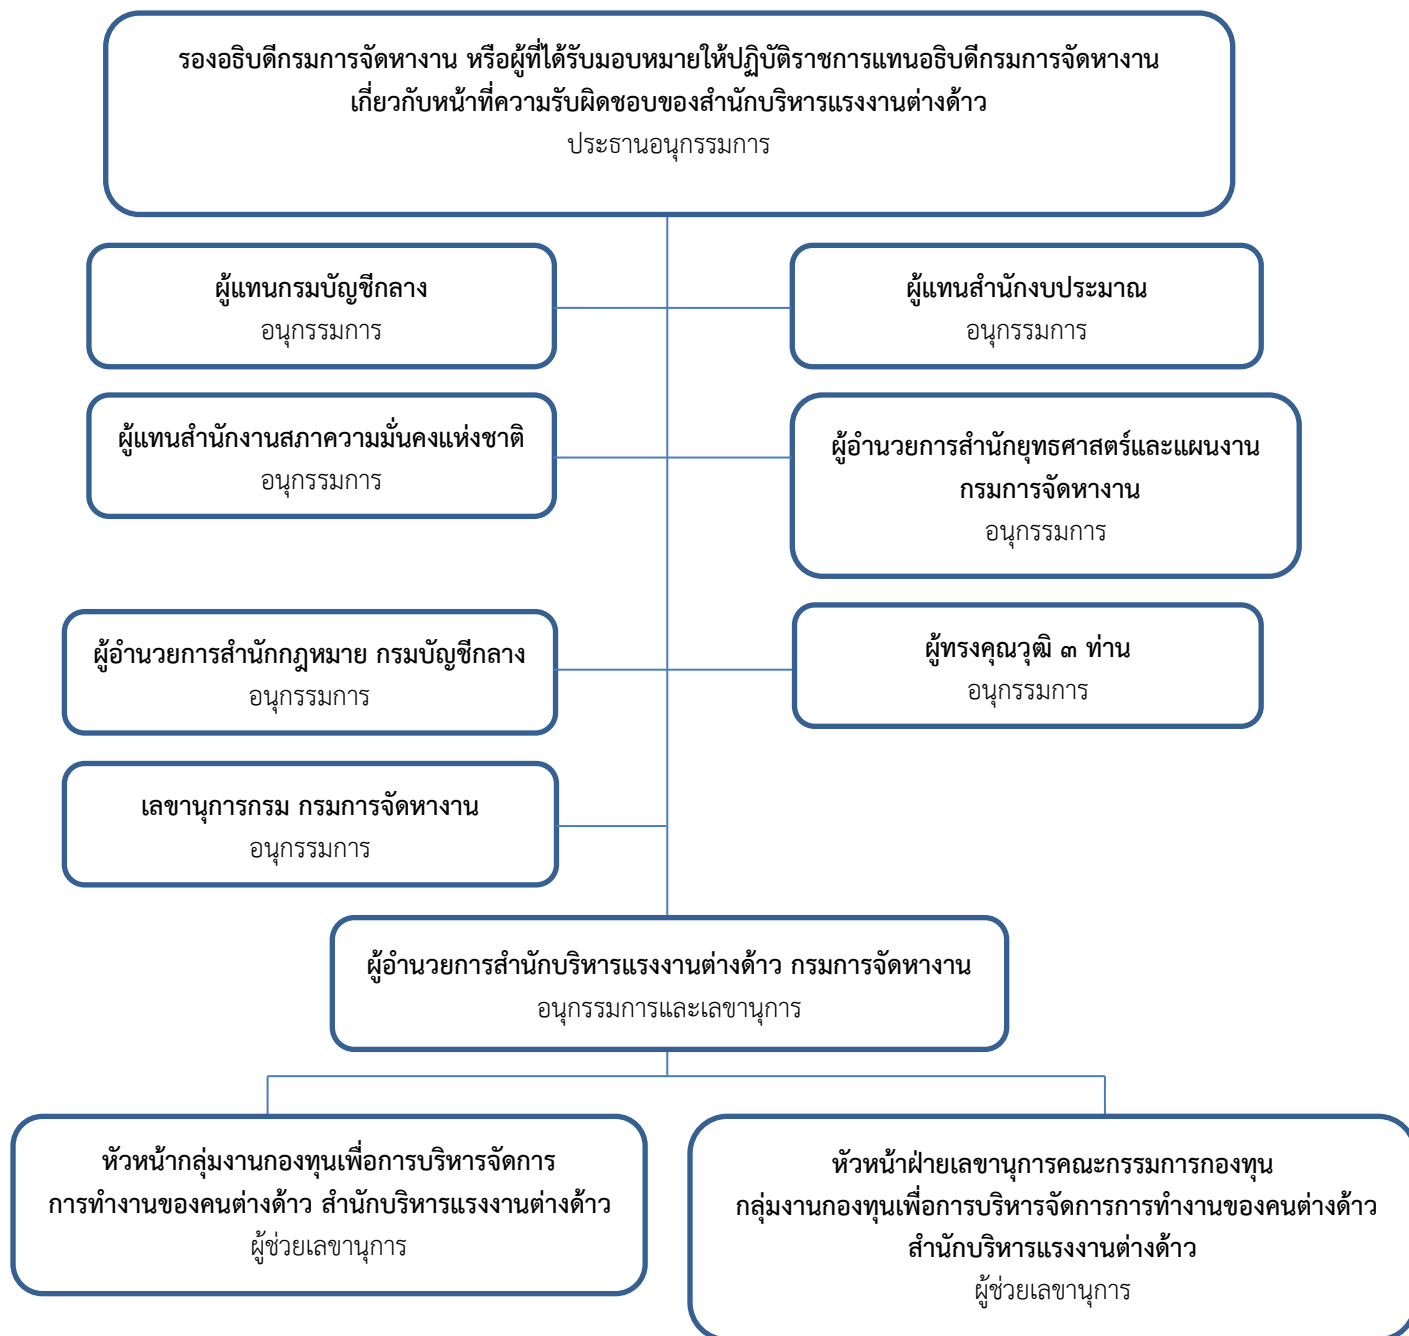 รองอธิบดีกรมการจัดหางาน หรือผู้ที่ได้รับมอบหมายให้ปฏิบัติราชการแทนอธิบดีกรมการจัดหางาน
เกี่ยวกับหน้าที่ความรับผิดชอบของสำนักบริหารแรงงานต่างด้าว
ประธานอนุกรรมการ
ผู้แทนกรมบัญชีกลาง
อนุกรรมการ
ผู้แทนสำนักงบประมาณ
อนุกรรมการ
ผู้แทนสำนักงานสภาความมั่นคงแห่งชาติ
อนุกรรมการ
ผู้อำนวยการสำนักยุทธศาสตร์และแผนงาน
กรมการจัดหางาน
อนุกรรมการ
ผู้อำนวยการสำนักกฎหมาย กรมบัญชีกลาง
อนุกรรมการ
ผู้ทรงคุณวุฒิ ๓ ท่าน
อนุกรรมการ
เลขานุการกรม กรมการจัดหางาน
อนุกรรมการ
ผู้อำนวยการสำนักบริหารแรงงานต่างด้าว กรมการจัดหางาน
อนุกรรมการและเลขานุการ
หัวหน้ากลุ่มงานกองทุนเพื่อการบริหารจัดการ
การทำงานของคนต่างด้าว สำนักบริหารแรงงานต่างด้าว
ผู้ช่วยเลขานุการ
หัวหน้าฝ่ายเลขานุการคณะกรรมการกองทุน
กลุ่มงานกองทุนเพื่อการบริหารจัดการการทำงานของคนต่างด้าว
สำนักบริหารแรงงานต่างด้าว
ผู้ช่วยเลขานุการ